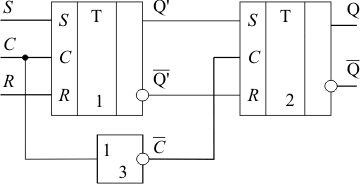 S S T Q' S T Q
C C C
R R 1 Q̅'̅ R 2 Q̅
1 3 C̅